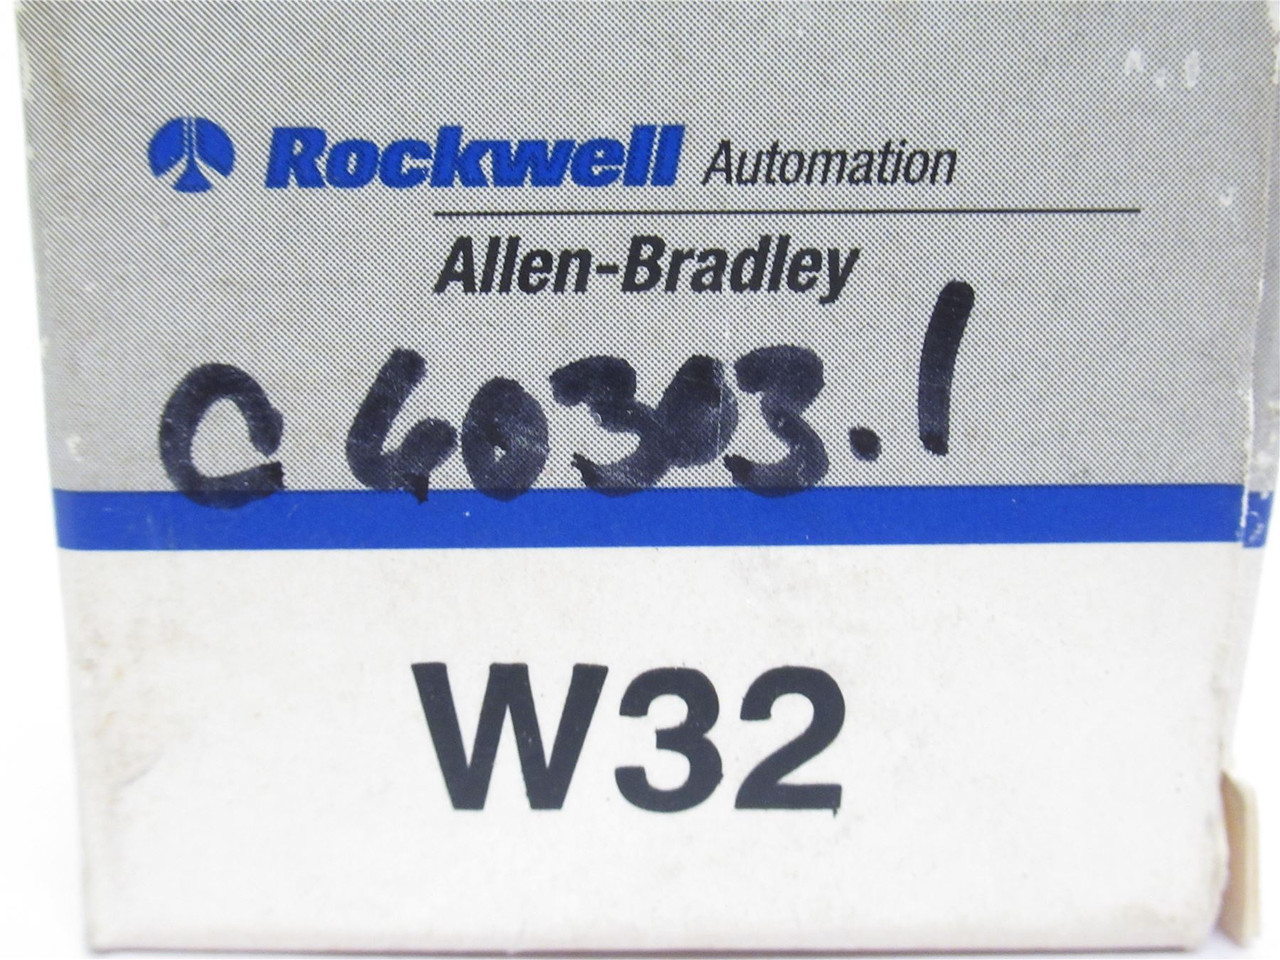 Rockwell Automation
Allen-Bradley
C 60303.1
W32